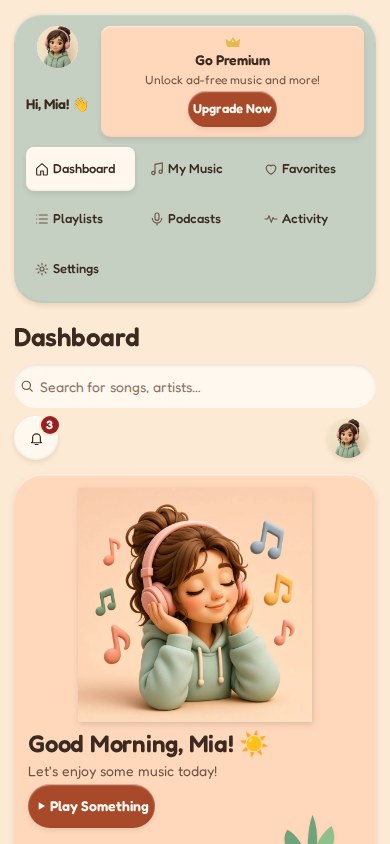 Go Premium
Unlock ad-free music and more!
Upgrade Now
Hi, Mia! 👋
Dashboard
My Music
Favorites
Playlists
Podcasts
Activity
Settings
Dashboard
Search for songs, artists...
3
Good Morning, Mia! ☀️
Let's enjoy some music today!
Play Something